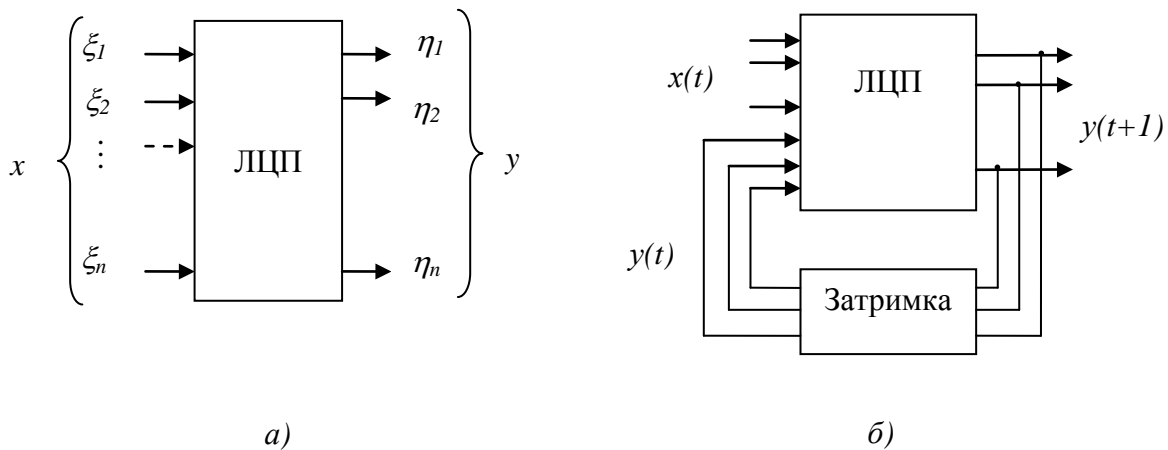 ξ1
ξ2
⋮
ξn
x
ЛЦП
η1
η2
ηn
y
а)
x(t)
ЛЦП
y(t+1)
y(t)
Затримка
б)